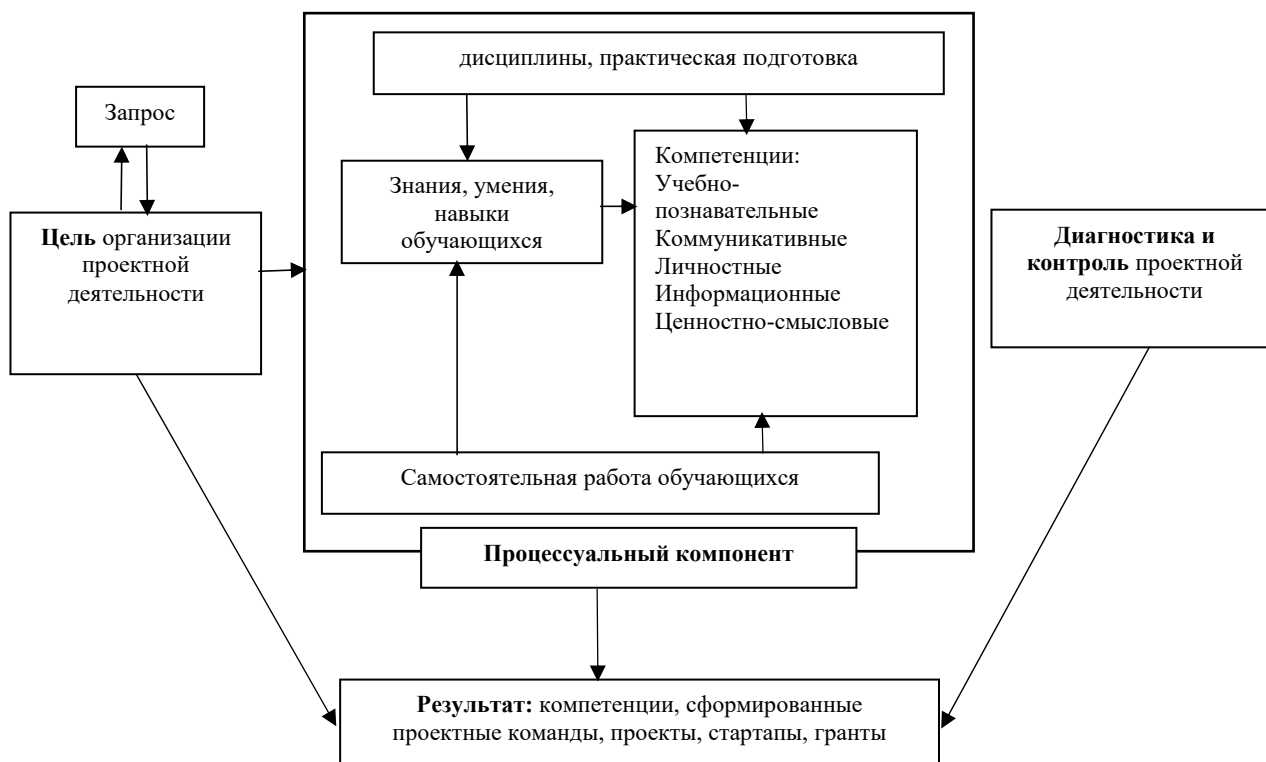 дисциплины, практическая подготовка
Запрос
Цель организации
проектной
деятельности
Знания, умения,
навыки
обучающихся
Компетенции:
Учебно-
познавательные
Коммуникативные
Личностные
Информационные
Ценностно-смысловые
Диагностика и
контроль проектной
деятельности
Самостоятельная работа обучающихся
Процессуальный компонент
Результат: компетенции, сформированные
проектные команды, проекты, стартапы, гранты